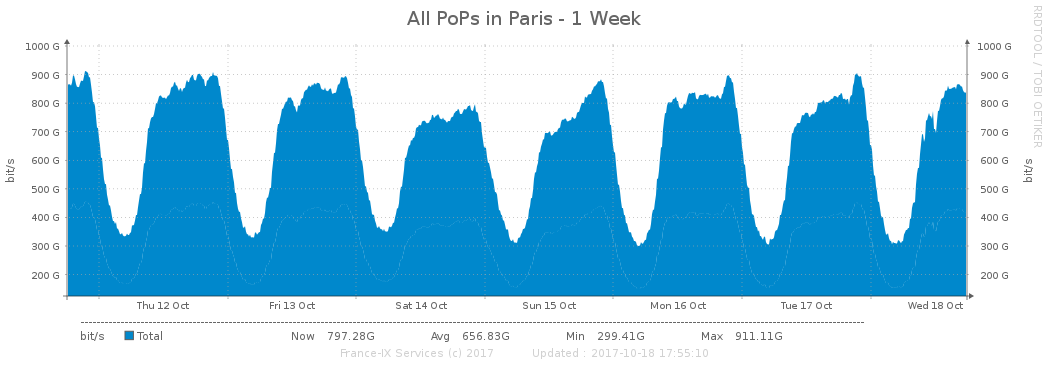 All PoPs in Paris - 1 Week
RRDTOOL / TOBI OETIKER
1000 G 1000 G
900 G 900 G
800 G 800 G
700 G 700 G
600 G 600 G
500 G 500 G
400 G 400 G
300 G 300 G
200 G 200 G
bit/s bit/s
Thu 12 Oct Fri 13 Oct Sat 14 Oct Sun 15 Oct Mon 16 Oct Tue 17 Oct Wed 18 Oct
bit/s Total Now 797.28G Avg 656.83G Min 299.41G Max 911.11G
France-IX Services (c) 2017 Updated : 2017-10-18 17:55:10